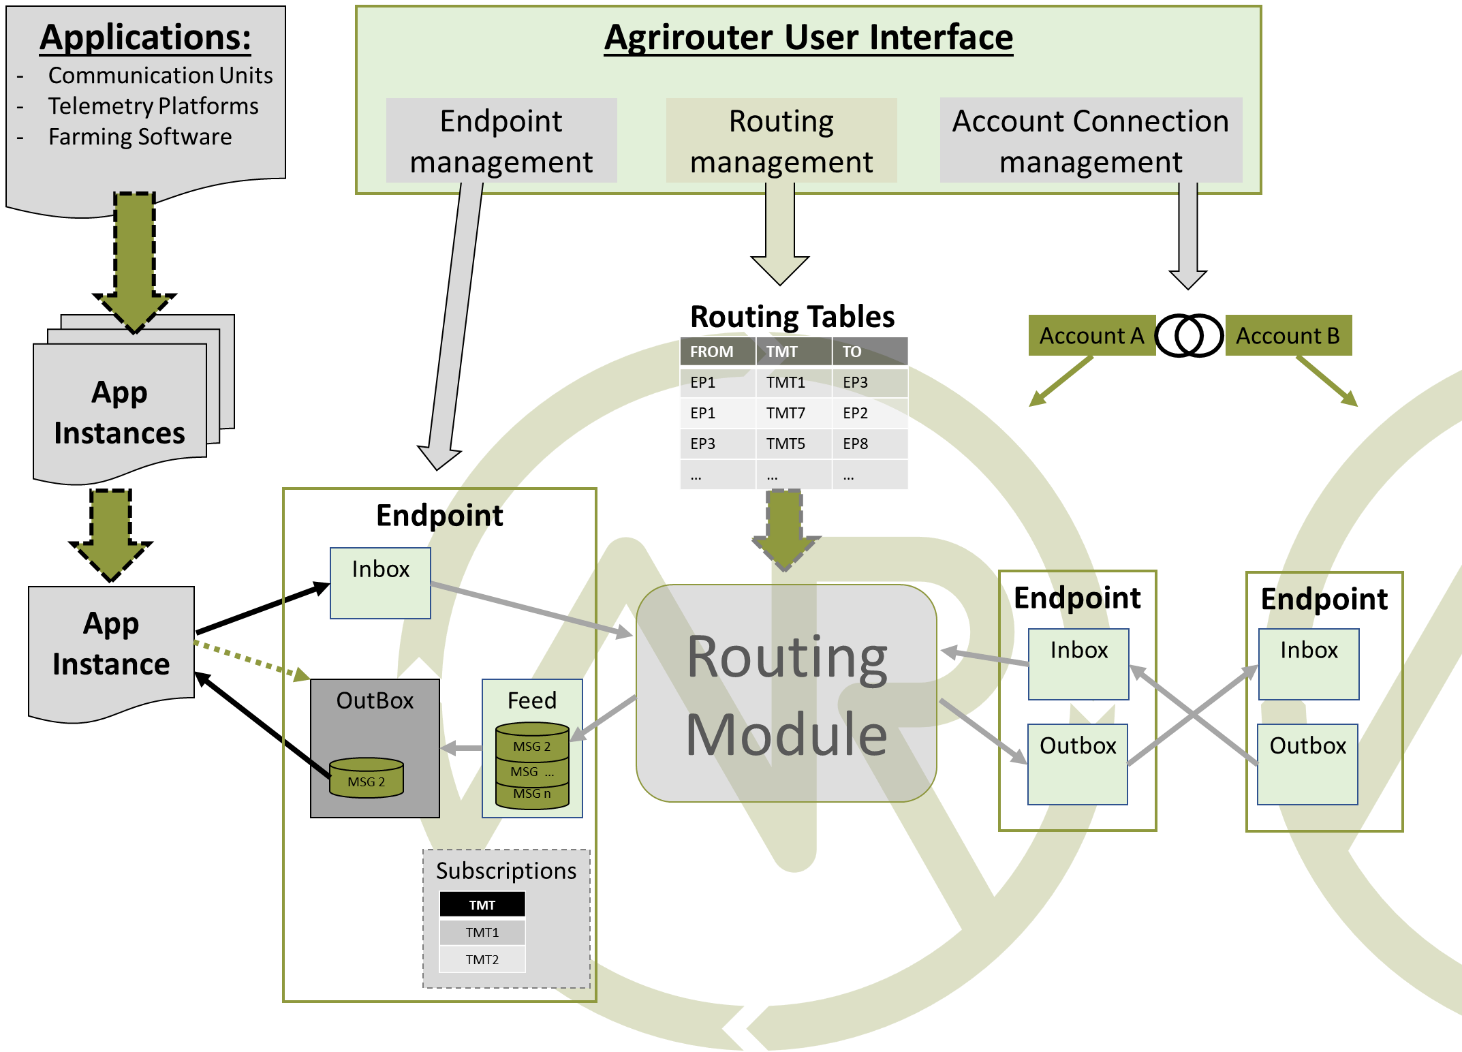 Applications:
- Communication Units
- Telemetry Platforms
- Farming Software
Agrirouter User Interface
Endpoint
management
Routing
management
Account Connection
management
App
Instances
App
Instance
Routing Tables
FROM TMT TO
EP1 TMT1 EP3
EP1 TMT7 EP2
EP3 TMT5 EP8
... ... ...
Account A
Account B
Endpoint
Inbox
OutBox
MSG 2
Feed
MSG 2
MSG ...
MSG n
Subscriptions
TMT
TMT1
TMT2
Routing
Module
Endpoint
Inbox
Outbox
Endpoint
Inbox
Outbox